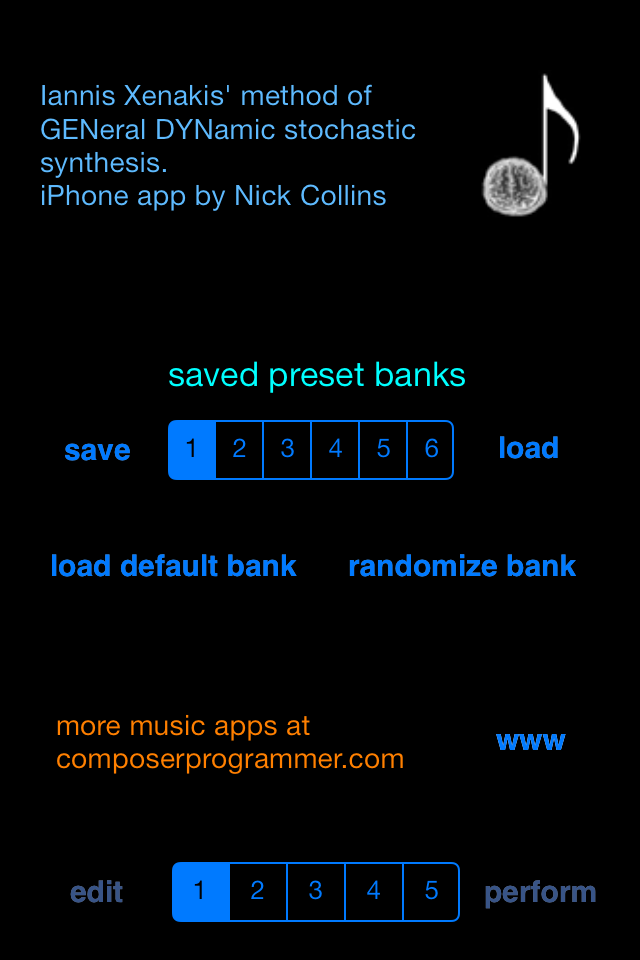 Iannis Xenakis' method of
GENeral DYNamic stochastic
synthesis.
iPhone app by Nick Collins
saved preset banks
save 1 2 3 4 5 6 load
load default bank randomize bank
more music apps at
composerprogrammer.com
www
edit 1 2 3 4 5 perform